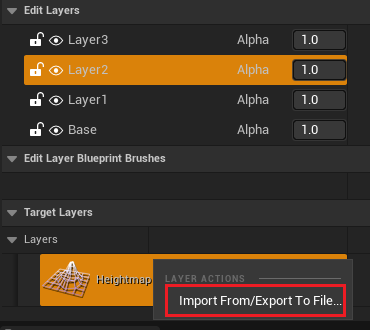 Edit Layers
Layer3 Alpha 1.0
Layer2 Alpha 1.0
Layer1 Alpha 1.0
Base Alpha 1.0
Edit Layer Blueprint Brushes
Target Layers
Layers
Heightmap
LAYER ACTIONS
Import From/Export To File...